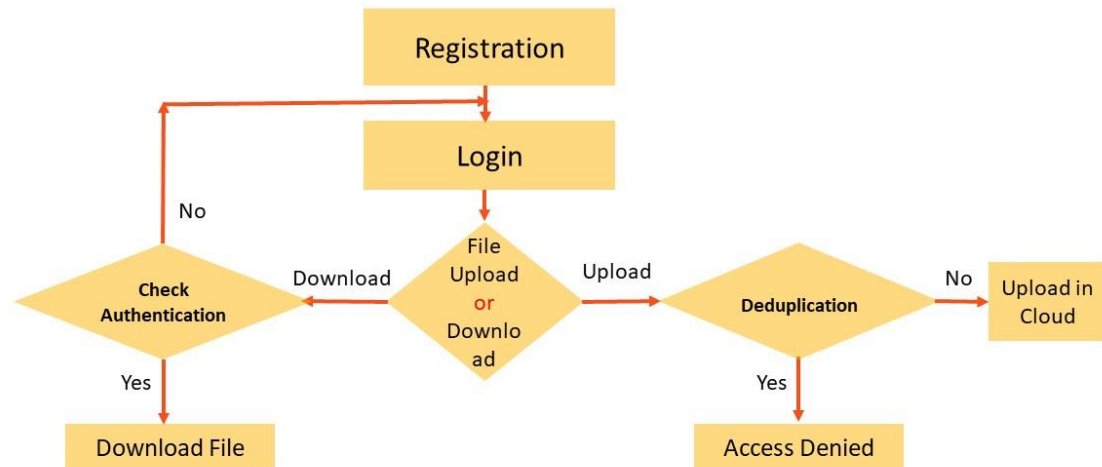 Registration
Login
No
File
Upload
or
Downlo
ad
Download
Upload
Check
Authentication
Deduplication
No
Upload in
Cloud
Yes
Yes
Download File
Access Denied